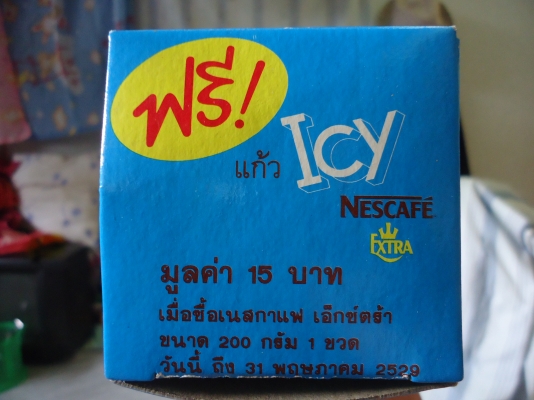 ฟรี!
แก้ว ICY
NESCAFÉ
EXTRA
มูลค่า 15 บาท
เมื่อซื้อเนสกาแฟ เอ็กซ์ตร้า
ขนาด 200 กรัม 1 ขวด
วันนี้ ถึง 31 พฤษภาคม 2529